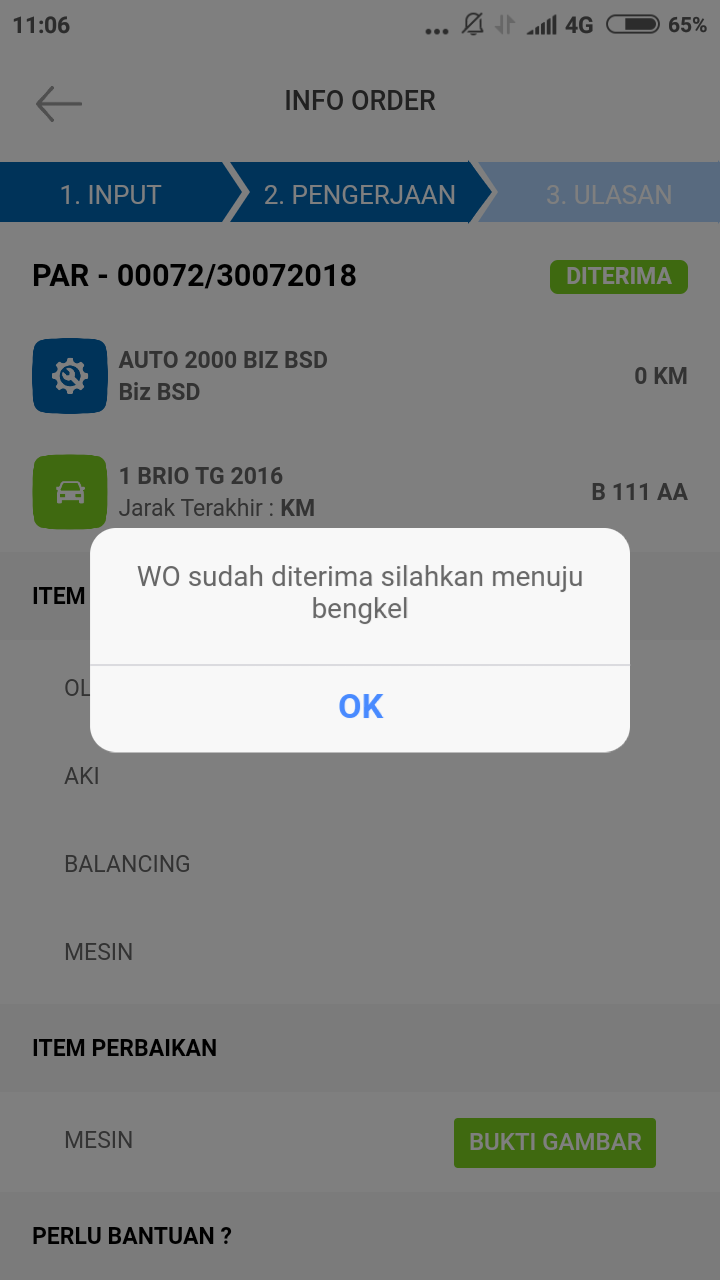 11:06
4G
65%
INFO ORDER
1. INPUT
2. PENGERJAAN
3. ULASAN
PAR - 00072/30072018
DITERIMA
AUTO 2000 BIZ BSD
Biz BSD
0 KM
1 BRIO TG 2016
Jarak Terakhir : KM
B 111 AA
WO sudah diterima silahkan menuju
bengkel
OK
ITEM
AKI
BALANCING
MESIN
ITEM PERBAIKAN
MESIN
BUKTI GAMBAR
PERLU BANTUAN ?